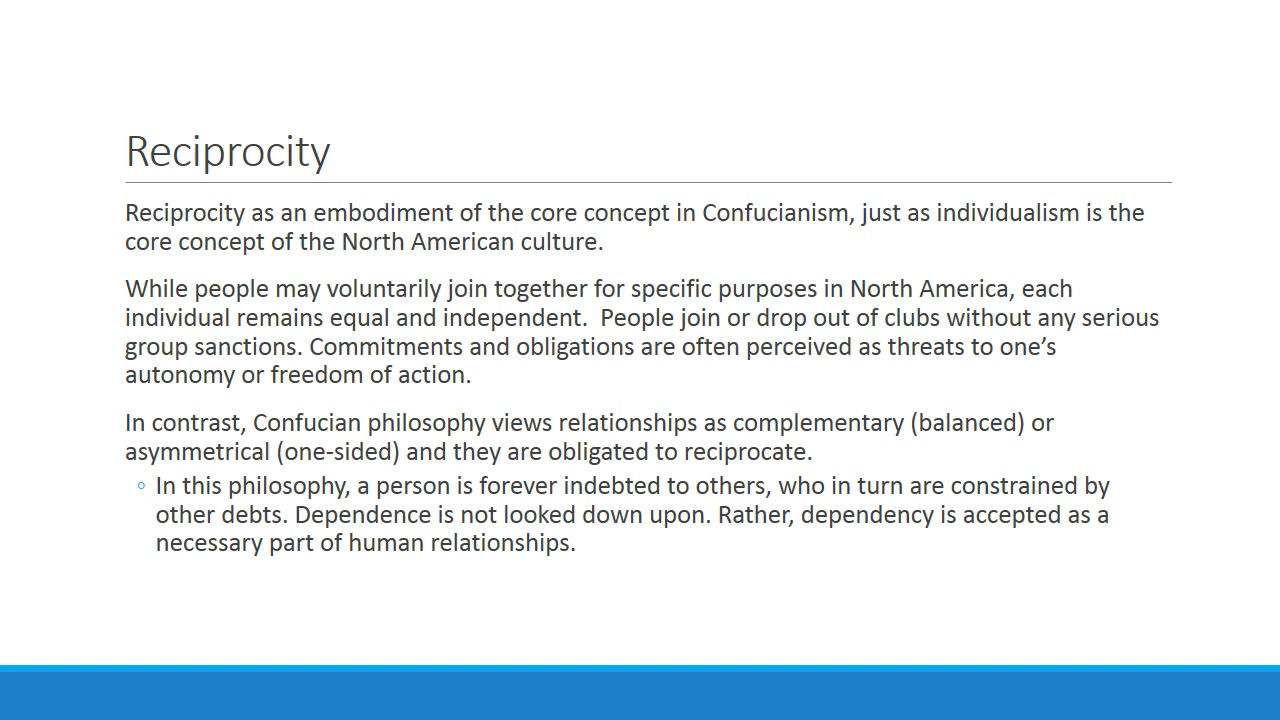 Reciprocity
Reciprocity as an embodiment of the core concept in Confucianism, just as individualism is the
core concept of the North American culture.
While people may voluntarily join together for specific purposes in North America, each
individual remains equal and independent.  People join or drop out of clubs without any serious
group sanctions. Commitments and obligations are often perceived as threats to one’s
autonomy or freedom of action.
In contrast, Confucian philosophy views relationships as complementary (balanced) or
asymmetrical (one-sided) and they are obligated to reciprocate.
◦ In this philosophy, a person is forever indebted to others, who in turn are constrained by
other debts. Dependence is not looked down upon. Rather, dependency is accepted as a
necessary part of human relationships.